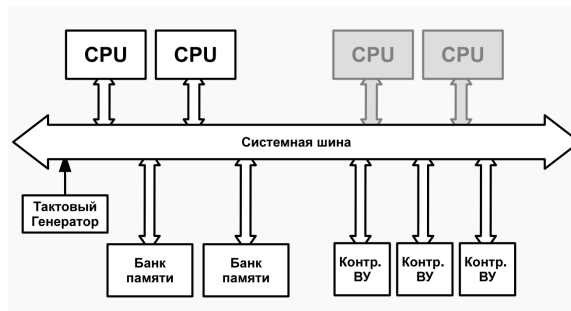 CPU
CPU
CPU
CPU
Системная шина
Тактовый
Генератор
Банк
памяти
Банк
памяти
Контр.
ВУ
Контр.
ВУ
Контр.
ВУ